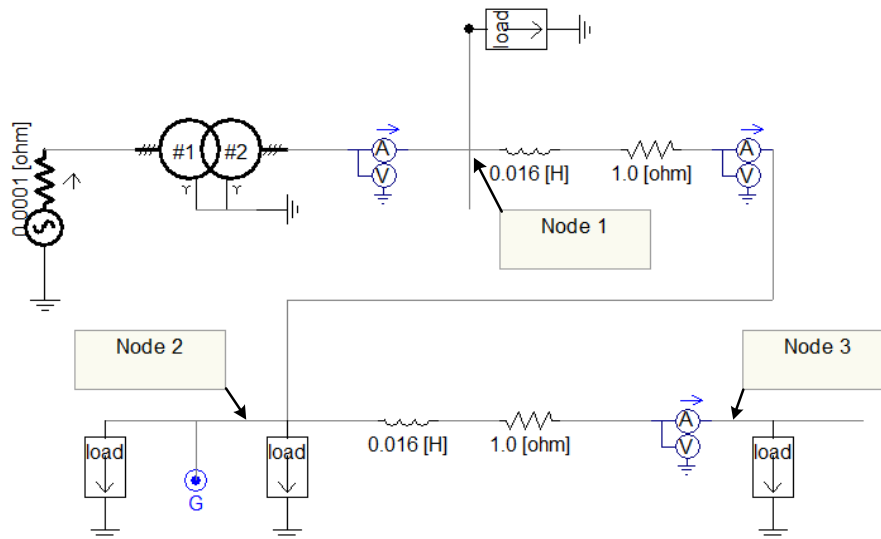 load
0.0001 [ohm]
#1 #2
A
V
0.016 [H]
1.0 [ohm]
A
V
Node 1
Node 2
Node 3
load
G
load
0.016 [H]
1.0 [ohm]
A
V
load